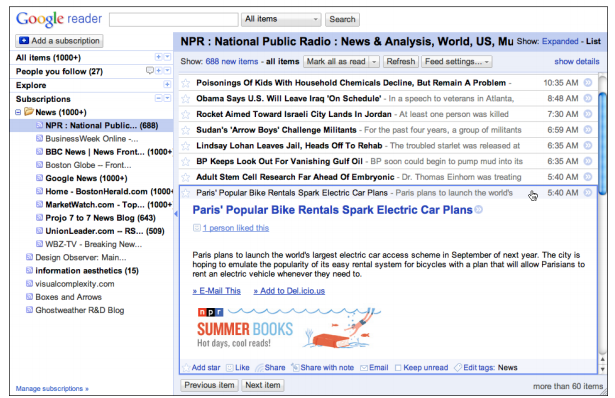 Google reader
All items
Search
Add a subscription
All items (1000+)
People you follow (27)
Explore
Subscriptions
News (1000+)
NPR : National Public... (688)
BusinessWeek Online -...
BBC News | News Front... (1000+
Boston Globe -- Front...
Google News (1000+)
Home - BostonHerald.com (1000+
MarketWatch.com - Top... (1000+
Projo 7 to 7 News Blog (643)
UnionLeader.com -- RS... (509)
WBZ-TV - Breaking New...
Design Observer: Main...
information aesthetics (15)
visualcomplexity.com
Boxes and Arrows
Ghostweather R&D Blog
Manage subscriptions »
NPR : National Public Radio : News & Analysis, World, US, Mu Show: Expanded - List
Show: 688 new items - all items Mark all as read Refresh Feed settings... show details
Poisonings Of Kids With Household Chemicals Decline, But Remain A Problem - 10:35 AM
Obama Says U.S. Will Leave Iraq 'On Schedule' - In a speech to veterans in Atlanta, 8:48 AM
Rocket Aimed Toward Israeli City Lands In Jordan - At least one person was killed 7:30 AM
Sudan's 'Arrow Boys' Challenge Militants - For the past four years, a group of militants 6:59 AM
Lindsay Lohan Leaves Jail, Heads Off To Rehab - The troubled starlet was released at 6:35 AM
BP Keeps Look Out For Vanishing Gulf Oil - BP soon could begin to pump mud into its 6:35 AM
Adult Stem Cell Research Far Ahead Of Embryonic - Dr. Thomas Einhorn was treating 5:40 AM
Paris' Popular Bike Rentals Spark Electric Car Plans - Paris plans to launch the world's 5:40 AM
Paris' Popular Bike Rentals Spark Electric Car Plans
1 person liked this
Paris plans to launch the world's largest electric car access scheme in September of next year. The city is
hoping to emulate the popularity of its easy rental system for bicycles with a plan that will allow Parisians to
rent an electric vehicle whenever they need to.
» E-Mail This » Add to Del.icio.us
npr
SUMMER BOOKS
Hot days, cool reads!
Add star Like Share Share with note Email Keep unread Edit tags: News
Previous item Next item more than 60 items